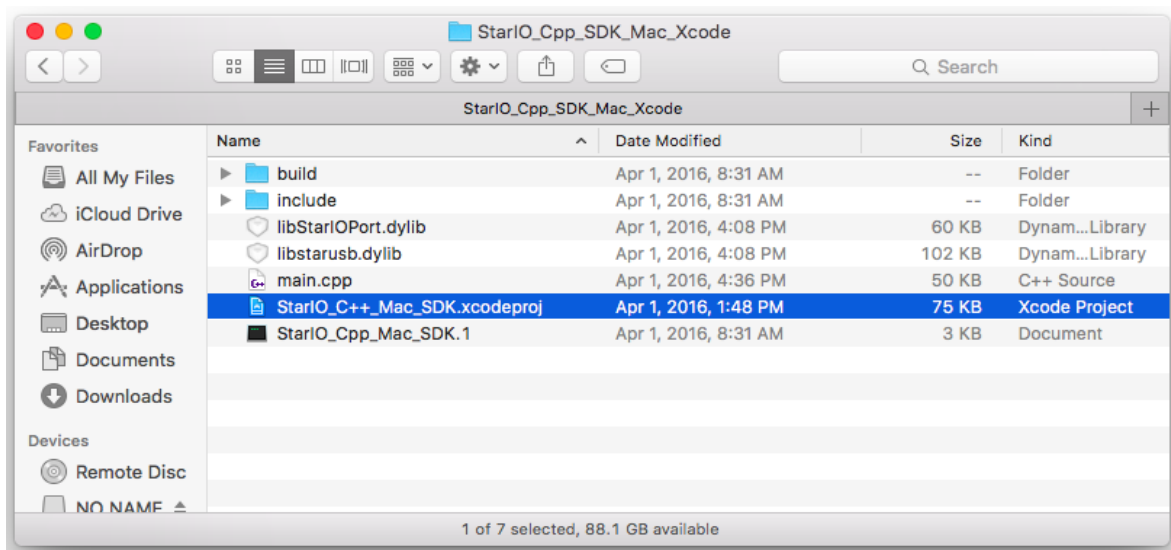 StarIO_Cpp_SDK_Mac_Xcode
Search
StarIO_Cpp_SDK_Mac_Xcode
Favorites
All My Files
iCloud Drive
AirDrop
Applications
Desktop
Documents
Downloads
Devices
Remote Disc
NO NAME
Name Date Modified Size Kind
build Apr 1, 2016, 8:31 AM -- Folder
include Apr 1, 2016, 8:31 AM -- Folder
libStarIOPort.dylib Apr 1, 2016, 4:08 PM 60 KB Dynam...Library
libstarusb.dylib Apr 1, 2016, 4:08 PM 102 KB Dynam...Library
main.cpp Apr 1, 2016, 4:36 PM 50 KB C++ Source
StarIO_C++_Mac_SDK.xcodeproj Apr 1, 2016, 1:48 PM 75 KB Xcode Project
StarIO_Cpp_Mac_SDK.1 Apr 1, 2016, 8:31 AM 3 KB Document
1 of 7 selected, 88.1 GB available